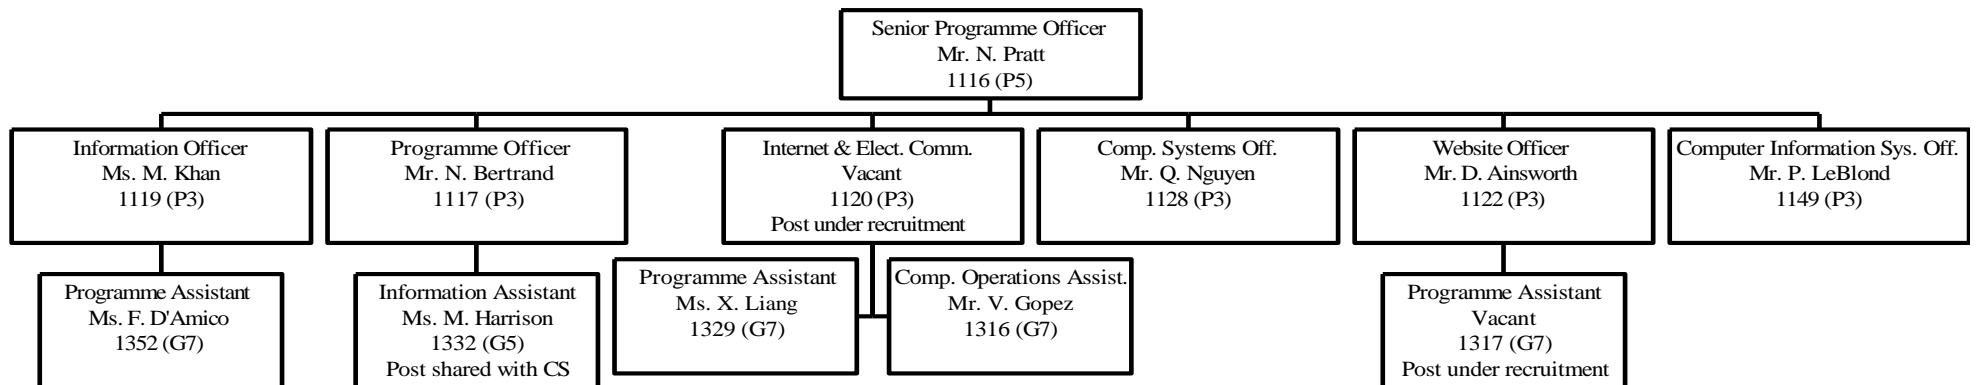 Senior Programme Officer
Mr. N. Pratt
1116 (P5)
Information Officer
Ms. M. Khan
1119 (P3)
Programme Officer
Mr. N. Bertrand
1117 (P3)
Internet & Elect. Comm.
Vacant
1120 (P3)
Post under recruitment
Comp. Systems Off.
Mr. Q. Nguyen
1128 (P3)
Website Officer
Mr. D. Ainsworth
1122 (P3)
Computer Information Sys. Off.
Mr. P. LeBlond
1149 (P3)
Programme Assistant
Ms. F. D'Amico
1352 (G7)
Information Assistant
Ms. M. Harrison
1332 (G5)
Post shared with CS
Programme Assistant
Ms. X. Liang
1329 (G7)
Comp. Operations Assist.
Mr. V. Gopez
1316 (G7)
Programme Assistant
Vacant
1317 (G7)
Post under recruitment